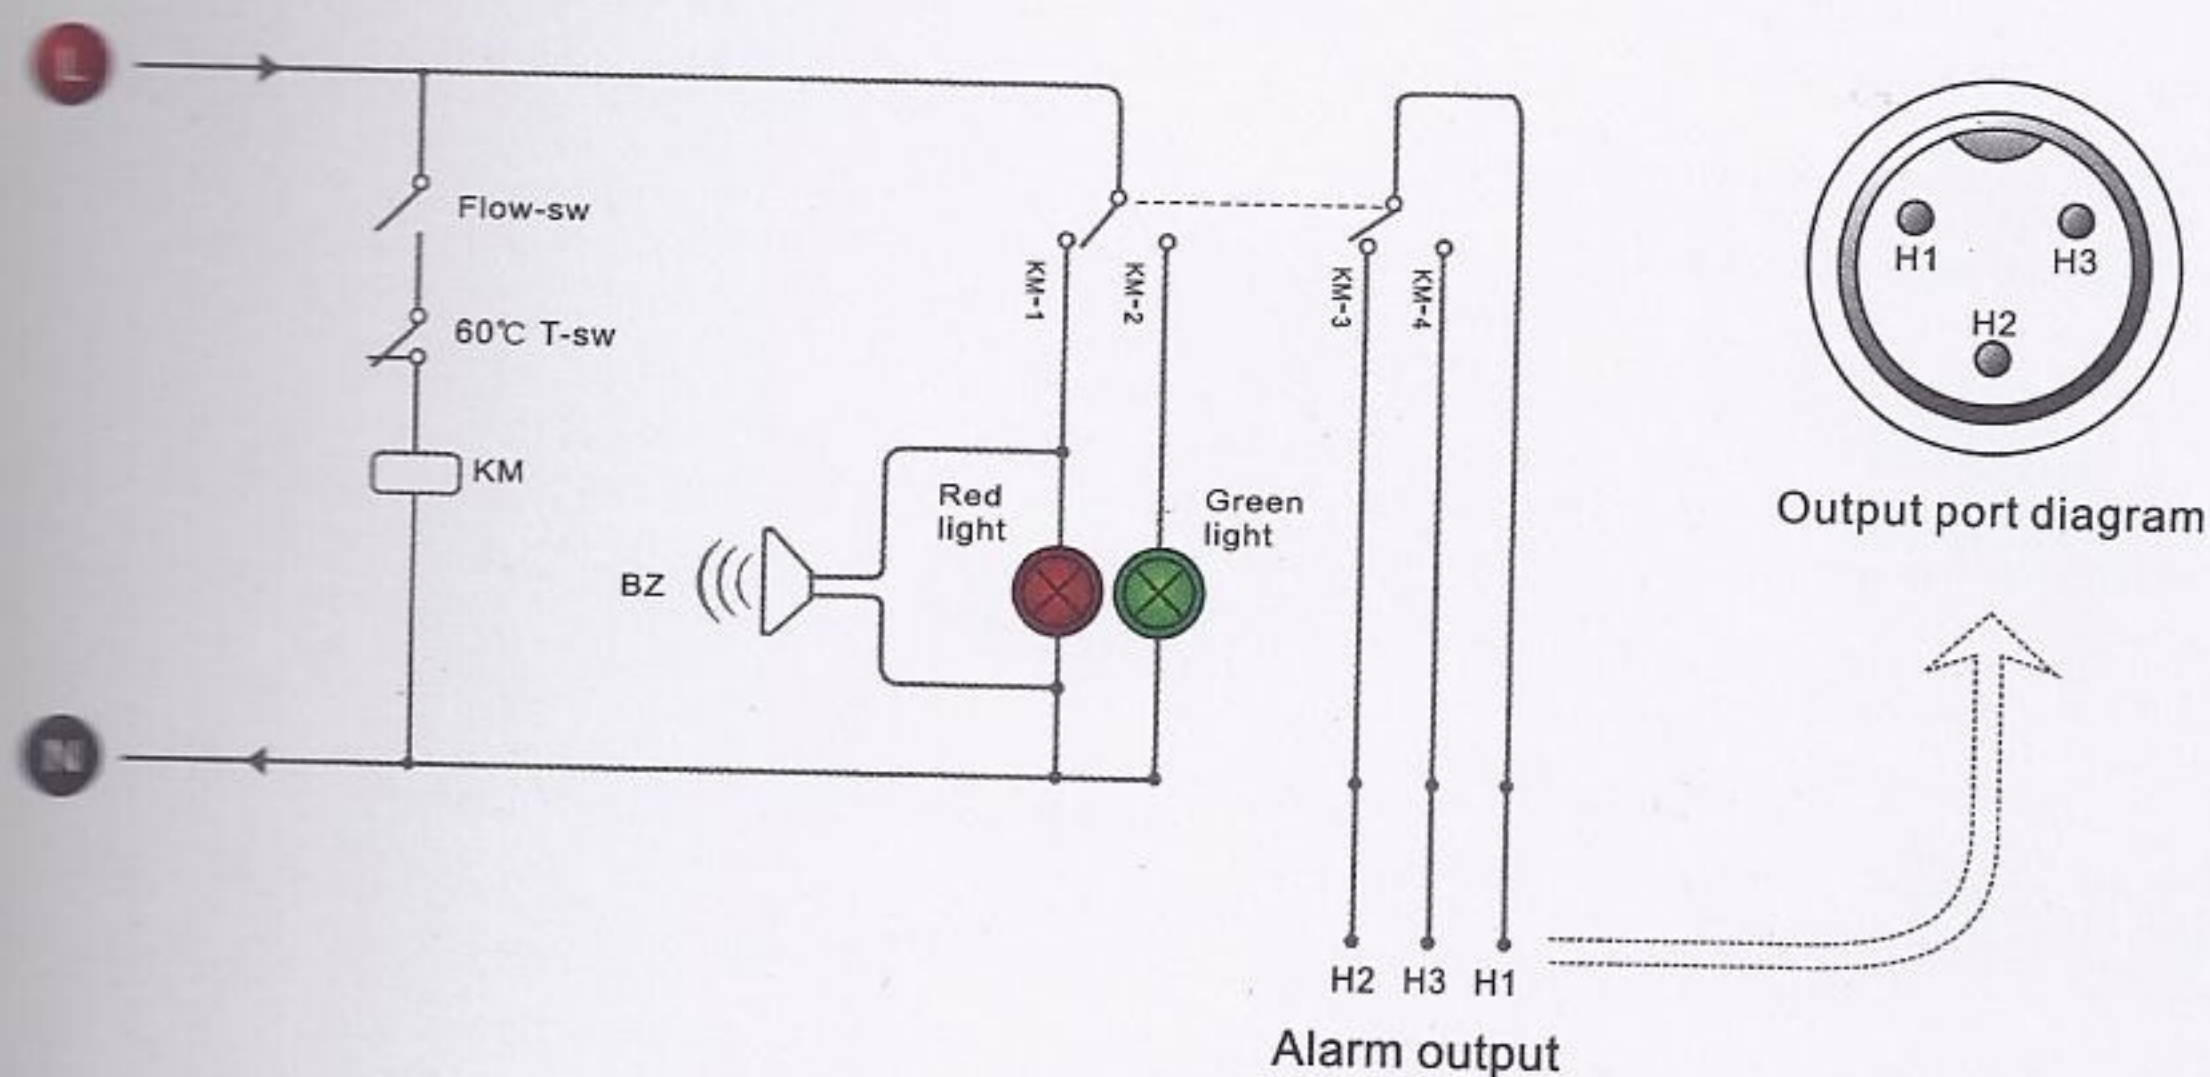 L
Flow-sw
60℃ T-sw
KM
KM-1
KM-2
KM-3
KM-4
Red
light
Green
light
BZ
N
H2 H3 H1
Alarm output
H1
H3
H2
Output port diagram